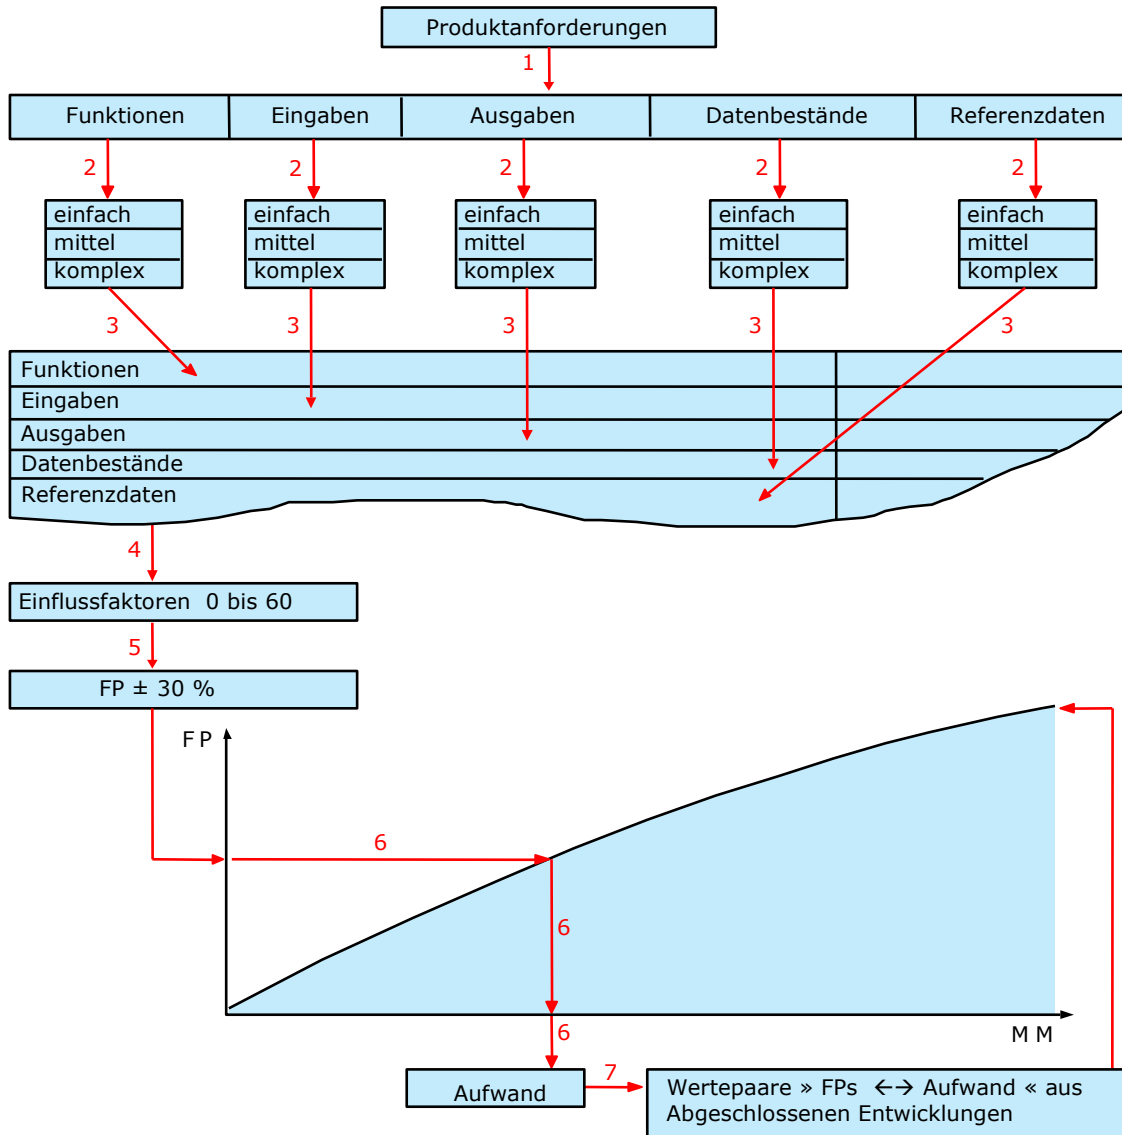 Produktanforderungen
1
Funktionen Eingaben Ausgaben Datenbestände Referenzdaten
2 2 2 2 2
einfach einfach einfach einfach einfach
mittel mittel mittel mittel mittel
komplex komplex komplex komplex komplex
3 3 3 3 3
Funktionen
Eingaben
Ausgaben
Datenbestände
Referenzdaten
4
Einflussfaktoren 0 bis 60
5
FP ± 30 %
FP
6
6
6
MM
Aufwand
7
Wertepaare » FPs ←→ Aufwand « aus
Abgeschlossenen Entwicklungen